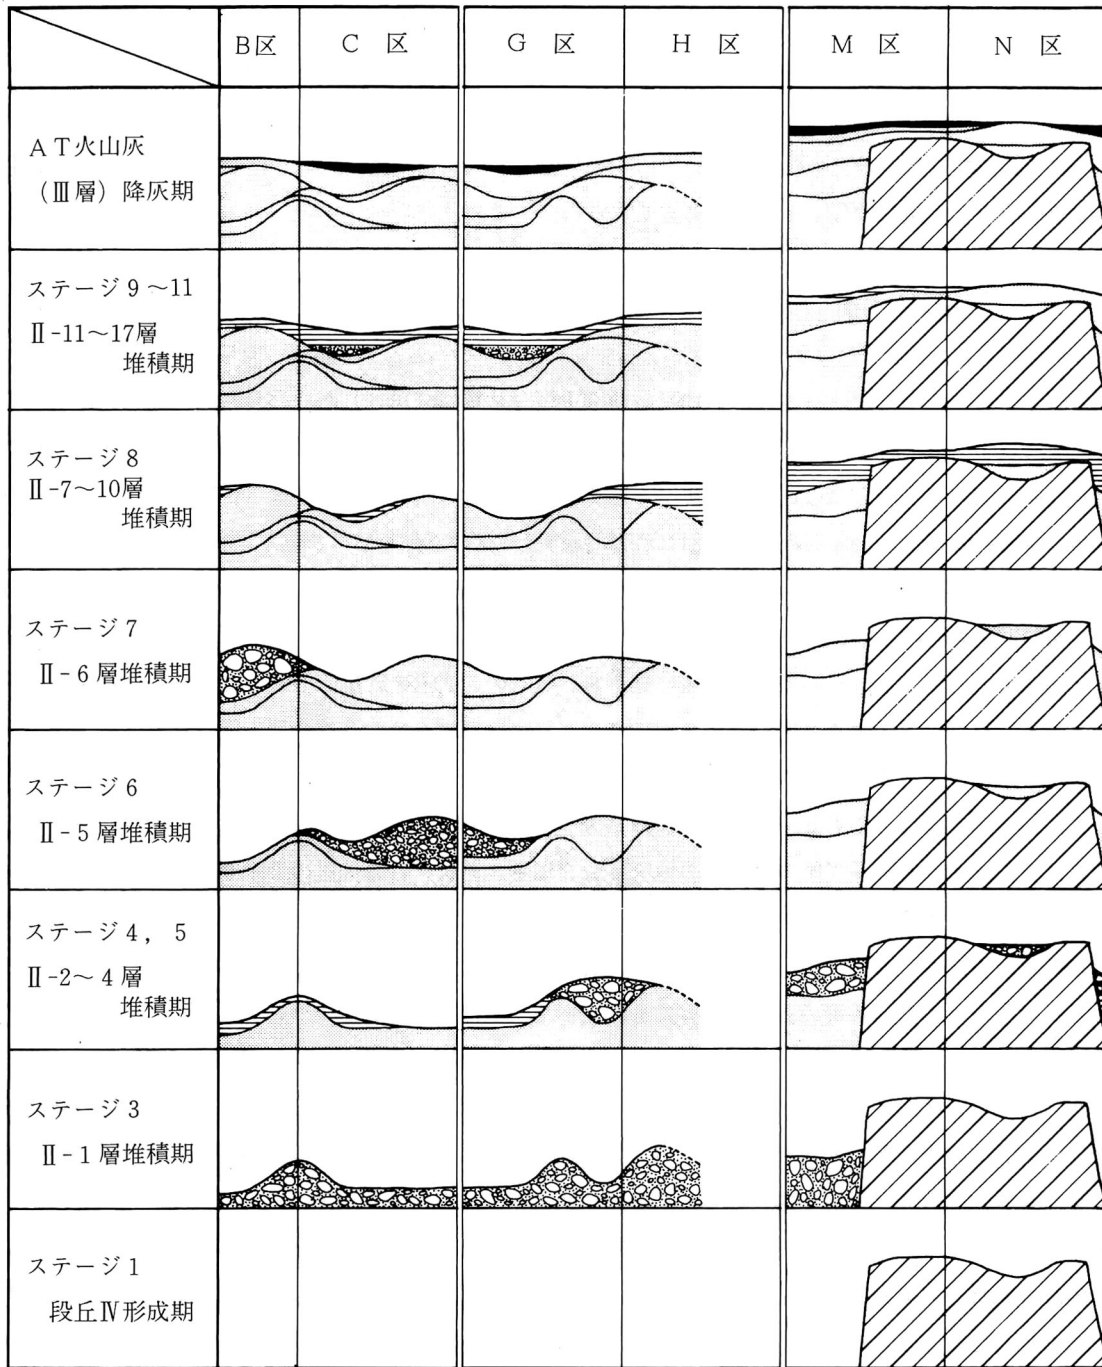 B区 C 区 G 区 H 区 M 区 N 区
AT火山灰
(Ⅲ層)降灰期
ステージ9～11
Ⅱ-11～17層
堆積期
ステージ8
Ⅱ-7～10層
堆積期
ステージ7
Ⅱ-6層堆積期
ステージ6
Ⅱ-5層堆積期
ステージ4,5
Ⅱ-2～4層
堆積期
ステージ3
Ⅱ-1層堆積期
ステージ1
段丘Ⅳ形成期